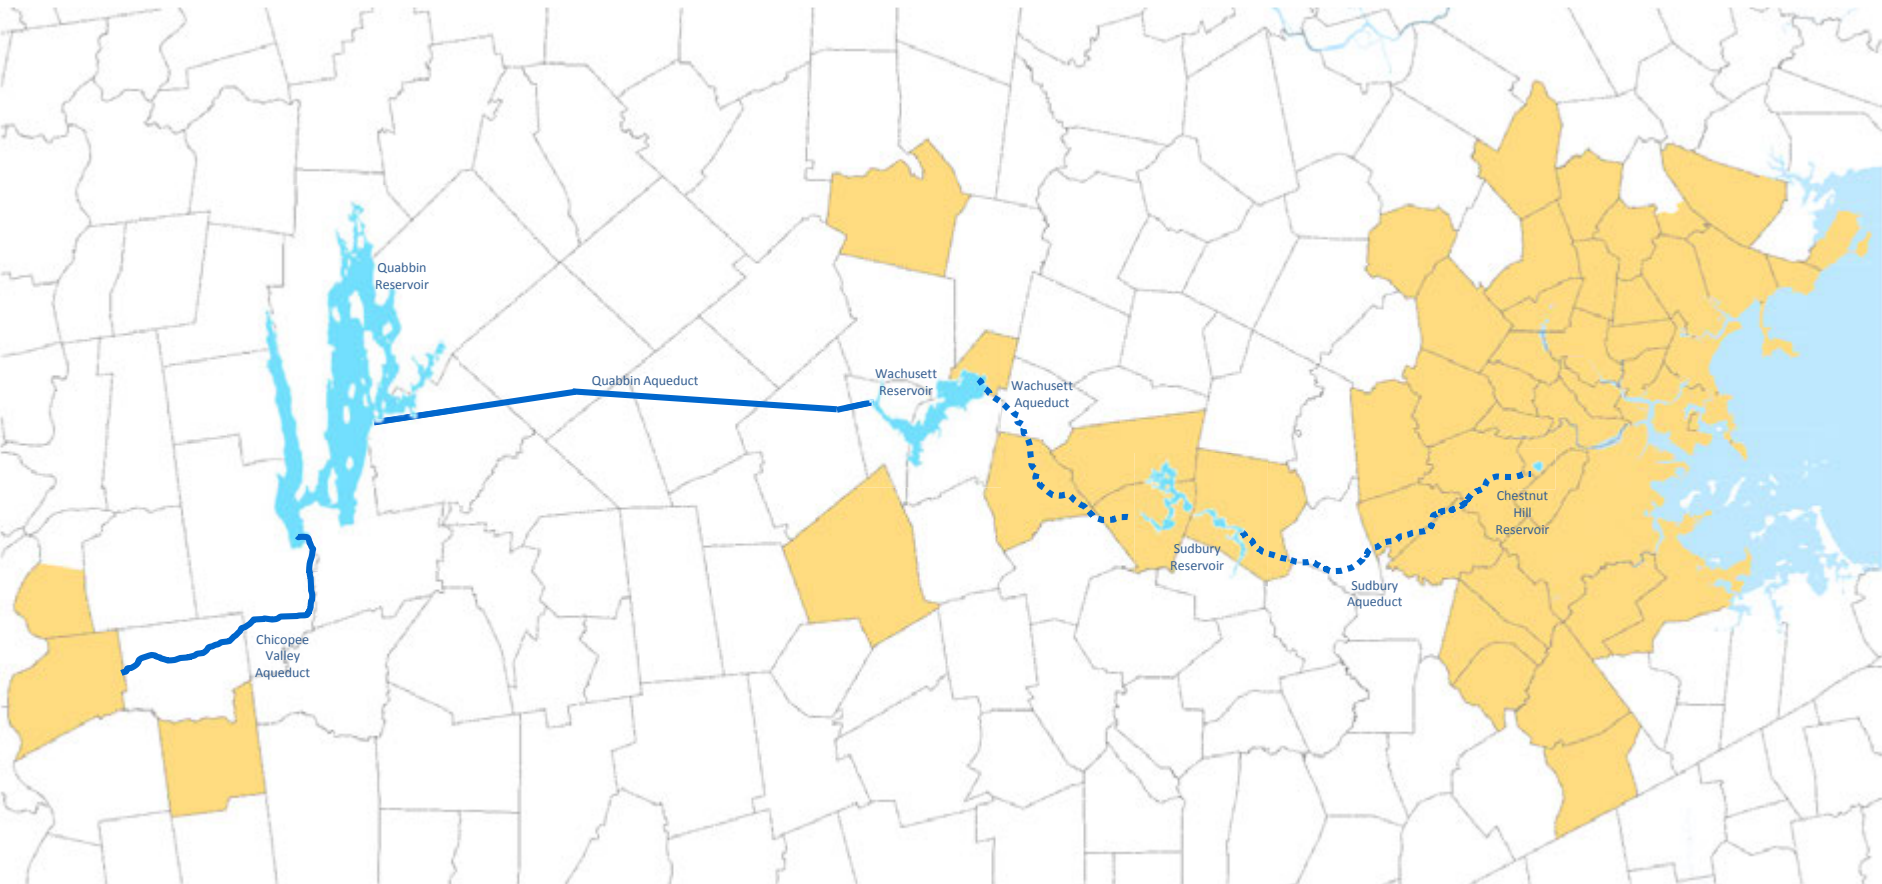 Quabbin
Reservoir
Quabbin Aqueduct
Wachusett
Reservoir
Wachusett
Aqueduct
Chestnut
Hill
Reservoir
Sudbury
Reservoir
Sudbury
Aqueduct
Chicopee
Valley
Aqueduct